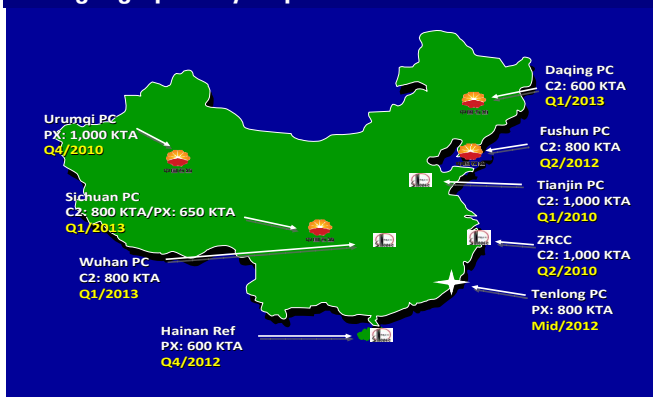 Daqing PC
C2: 600 KTA
Q1/2013
Urumqi PC
PX: 1,000 KTA
Q4/2010
Fushun PC
C2: 800 KTA
Q2/2012
Tianjin PC
C2: 1,000 KTA
Q1/2010
Sichuan PC
C2: 800 KTA/PX: 650 KTA
Q1/2013
ZRCC
C2: 1,000 KTA
Q2/2010
Wuhan PC
C2: 800 KTA
Q1/2013
Tenlong PC
PX: 800 KTA
Mid/2012
Hainan Ref
PX: 600 KTA
Q4/2012